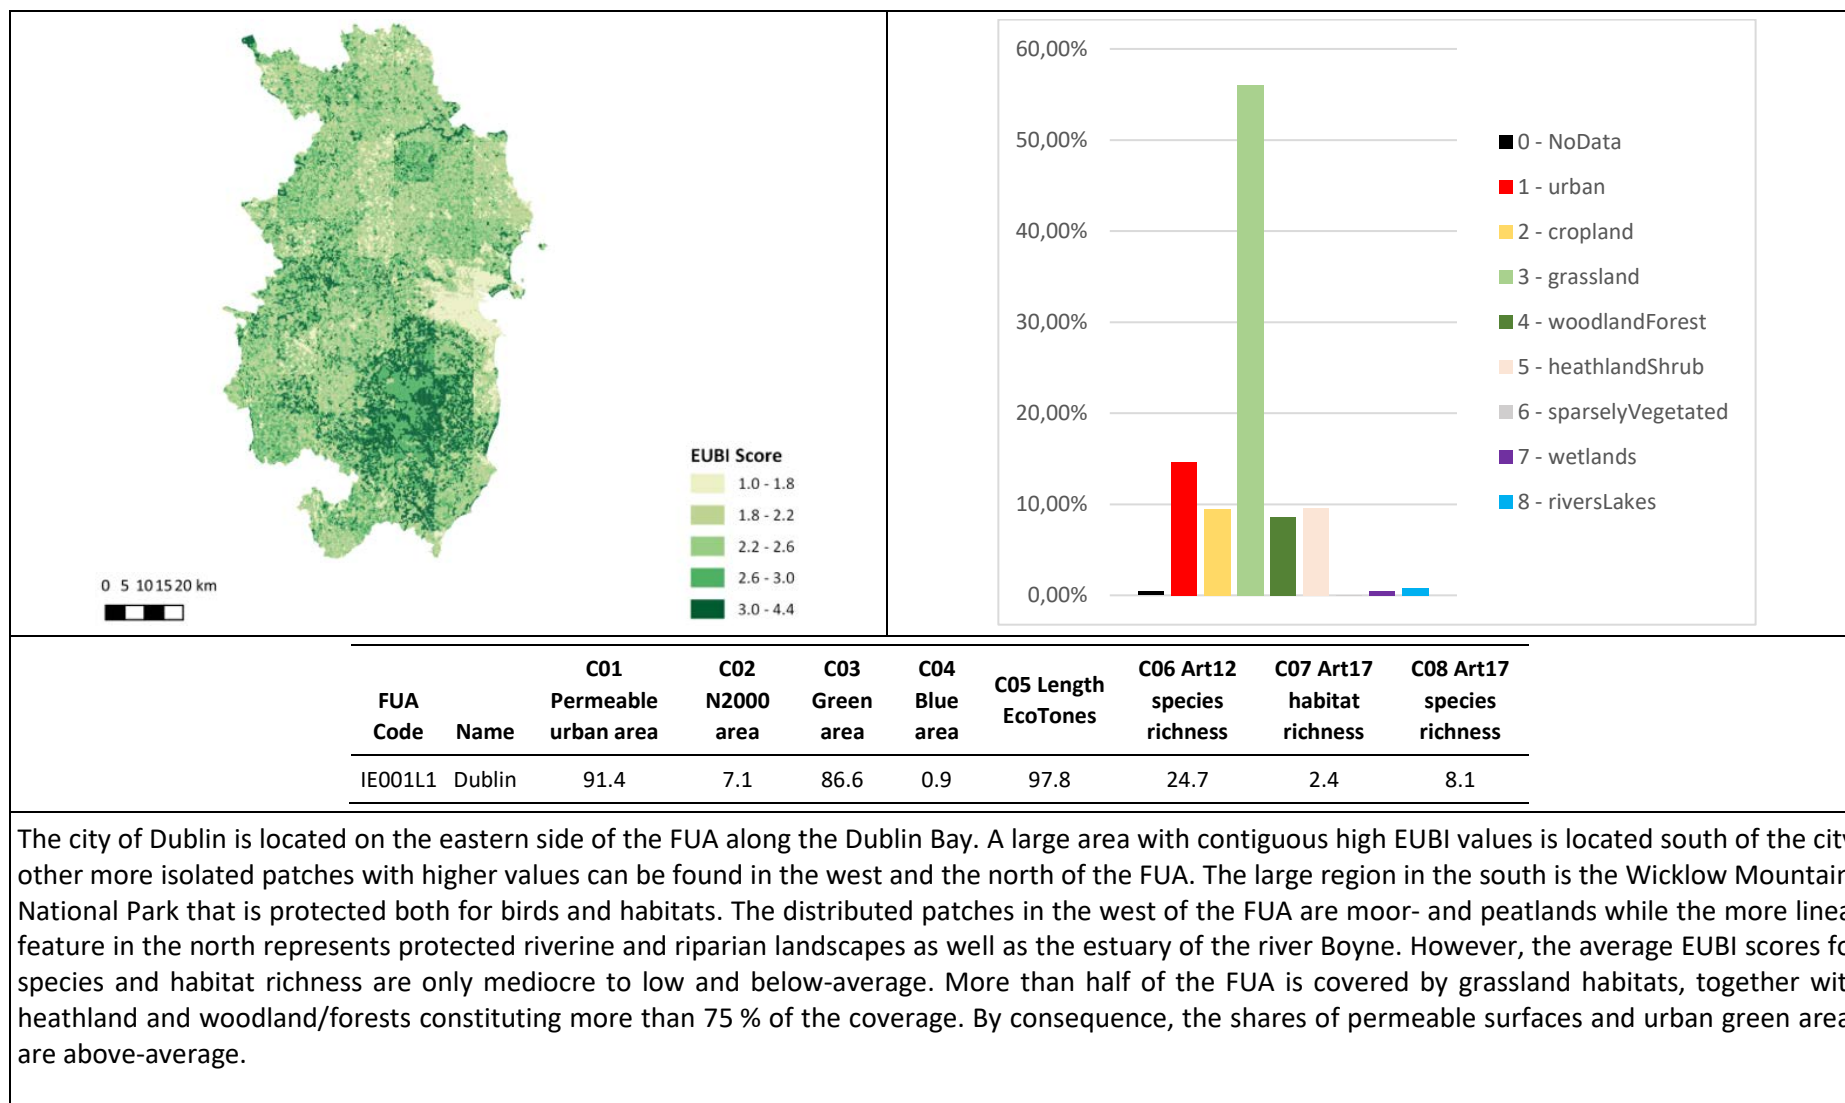 EUBI Score
1.0 - 1.8
1.8 - 2.2
2.2 - 2.6
2.6 - 3.0
3.0 - 4.4
0 5 10 15 20 km
60,00%
50,00%
40,00%
30,00%
20,00%
10,00%
0,00%
0 - NoData
1 - urban
2 - cropland
3 - grassland
4 - woodlandForest
5 - heathlandShrub
6 - sparselyVegetated
7 - wetlands
8 - riversLakes
FUA Code Name C01 Permeable urban area C02 N2000 area C03 Green area C04 Blue area C05 Length EcoTones C06 Art12 species richness C07 Art17 habitat richness C08 Art17 species richness
IE001L1 Dublin 91.4 7.1 86.6 0.9 97.8 24.7 2.4 8.1
The city of Dublin is located on the eastern side of the FUA along the Dublin Bay. A large area with contiguous high EUBI values is located south of the city
other more isolated patches with higher values can be found in the west and the north of the FUA. The large region in the south is the Wicklow Mountain
National Park that is protected both for birds and habitats. The distributed patches in the west of the FUA are moor- and peatlands while the more linea
feature in the north represents protected riverine and riparian landscapes as well as the estuary of the river Boyne. However, the average EUBI scores fo
species and habitat richness are only mediocre to low and below-average. More than half of the FUA is covered by grassland habitats, together wit
heathland and woodland/forests constituting more than 75 % of the coverage. By consequence, the shares of permeable surfaces and urban green area
are above-average.